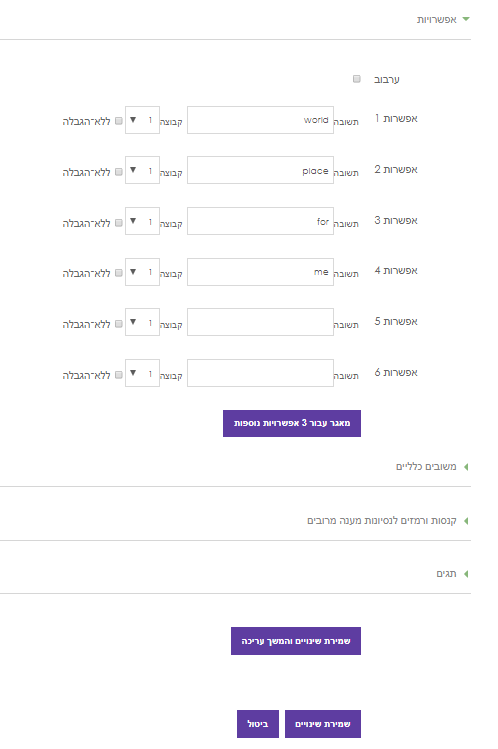 אפשרויות
ערבוב
אפשרות 1 תשובה world קבוצה 1 ללא־הגבלה
אפשרות 2 תשובה place קבוצה 1 ללא־הגבלה
אפשרות 3 תשובה for קבוצה 1 ללא־הגבלה
אפשרות 4 תשובה me קבוצה 1 ללא־הגבלה
אפשרות 5 תשובה קבוצה 1 ללא־הגבלה
אפשרות 6 תשובה קבוצה 1 ללא־הגבלה
מאגר עבור 3 אפשרויות נוספות
משובים כלליים
קנסות ורמזים לנסיונות מענה מרובים
תגים
שמירת שינויים והמשך עריכה
שמירת שינויים ביטול